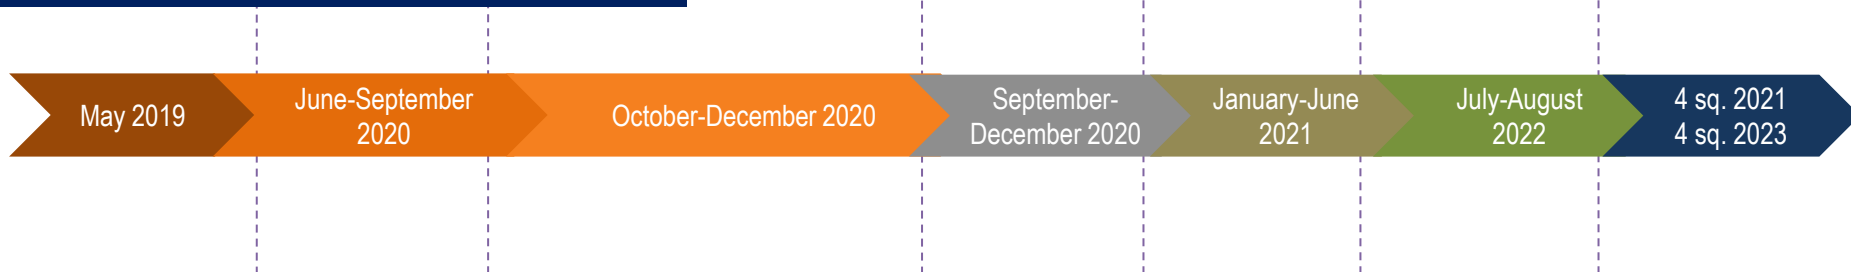 May 2019
June-September
2020
October-December 2020
September-
December 2020
January-June
2021
July-August
2022
4 sq. 2021
4 sq. 2023